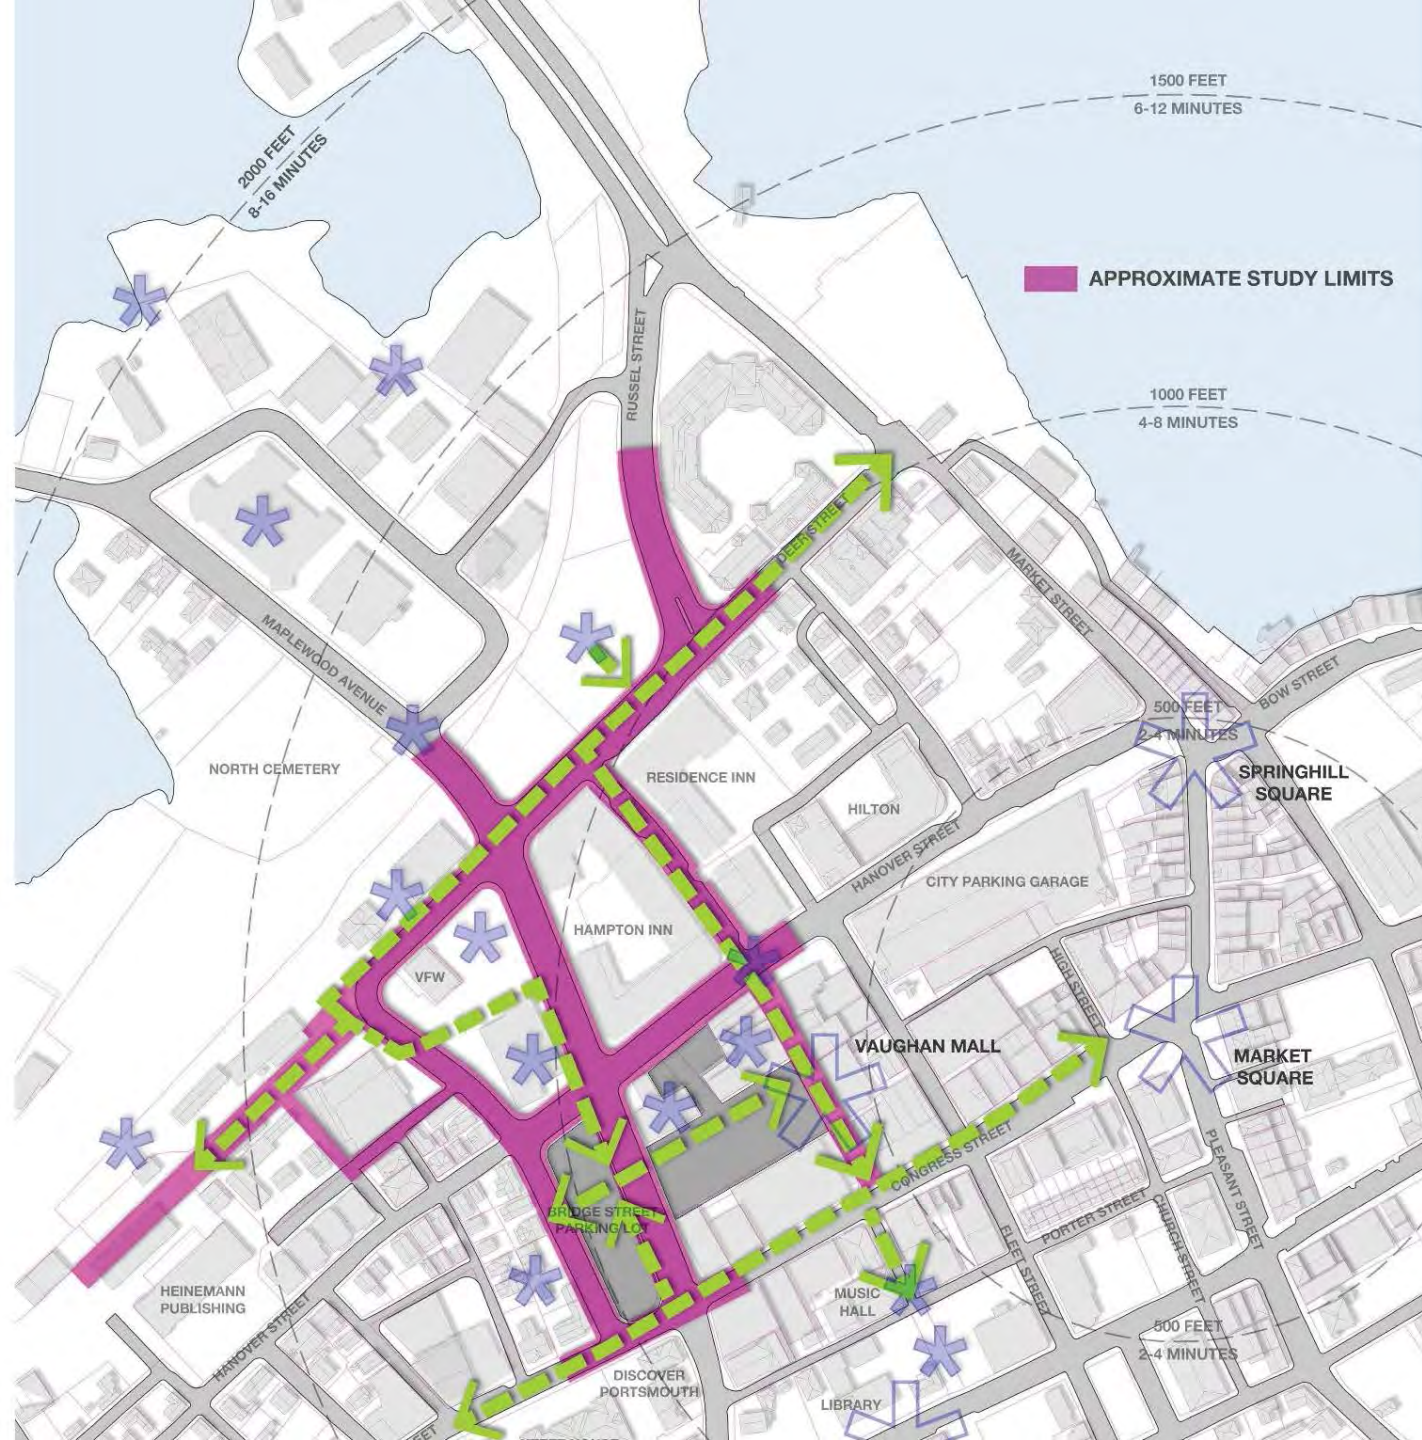 1500 FEET
6-12 MINUTES
2000 FEET
8-16 MINUTES
APPROXIMATE STUDY LIMITS
RUSSEL STREET
1000 FEET
4-8 MINUTES
DEER STREET
MARKET STREET
MAPLEWOOD AVENUE
BOW STREET
500 FEET
2-4 MINUTES
NORTH CEMETERY
RESIDENCE INN
SPRINGHILL
SQUARE
HILTON
HANOVER STREET
CITY PARKING GARAGE
HAMPTON INN
VFW
HIGH STREET
VAUGHAN MALL
MARKET
SQUARE
CONGRESS STREET
PLEASANT STREET
BRIDGE STREET
PARKING LOT
PORTER STREET
CHURCH STREET
FLEET STREET
HEINEMANN
PUBLISHING
MUSIC
HALL
HANOVER STREET
500 FEET
2-4 MINUTES
DISCOVER
PORTSMOUTH
LIBRARY